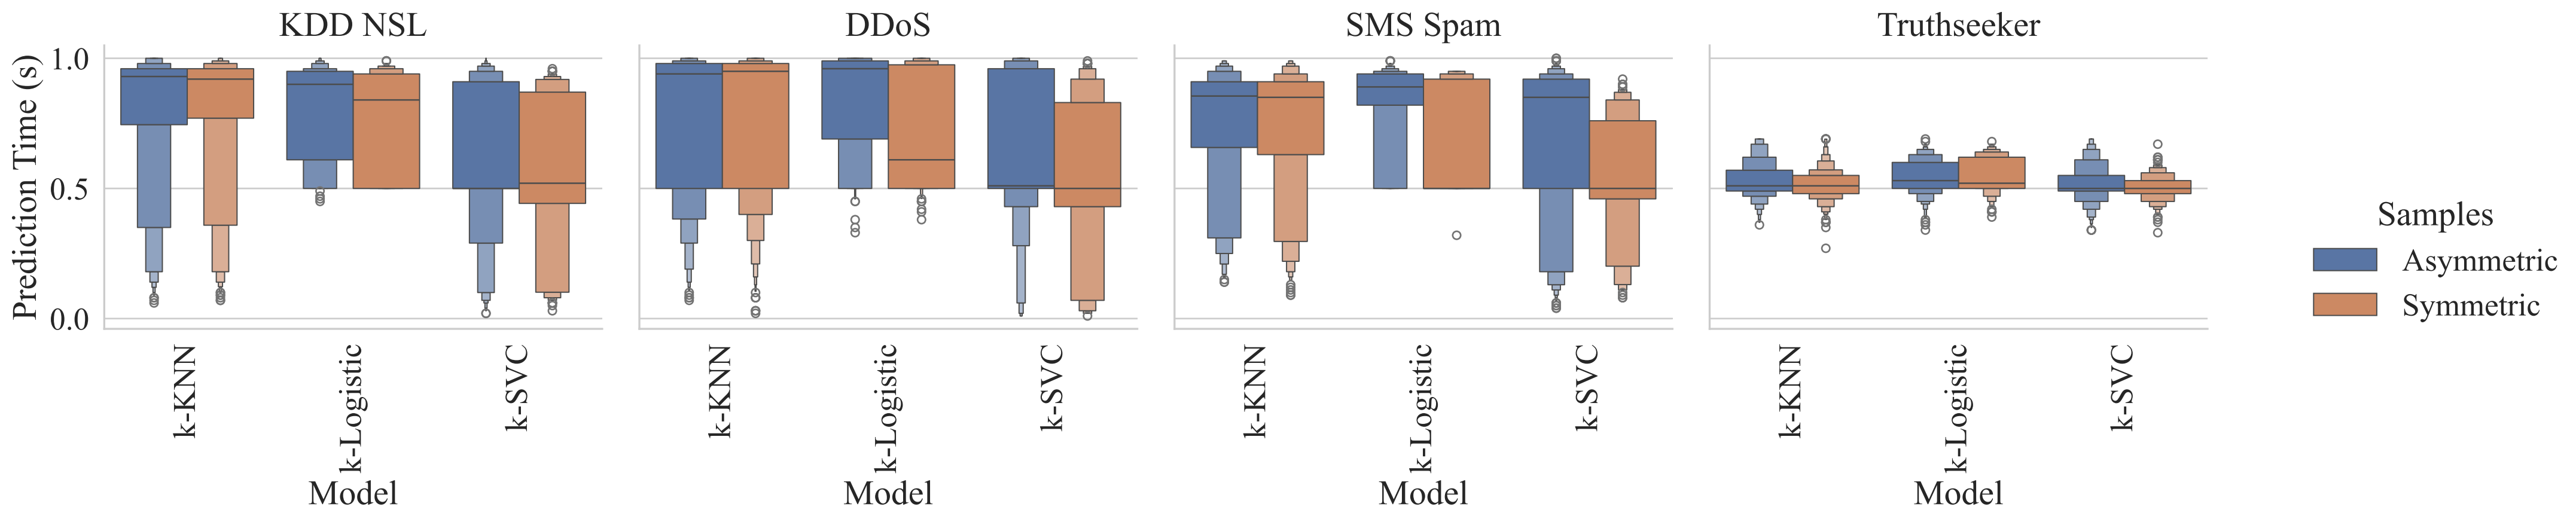 KDD NSL
DDoS
SMS Spam
Truthseeker
Prediction Time (s)
1.0
0.5
0.0
k-KNN
k-Logistic
k-SVC
k-KNN
k-Logistic
k-SVC
k-KNN
k-Logistic
k-SVC
k-KNN
k-Logistic
k-SVC
Model
Model
Model
Model
Samples
Asymmetric
Symmetric